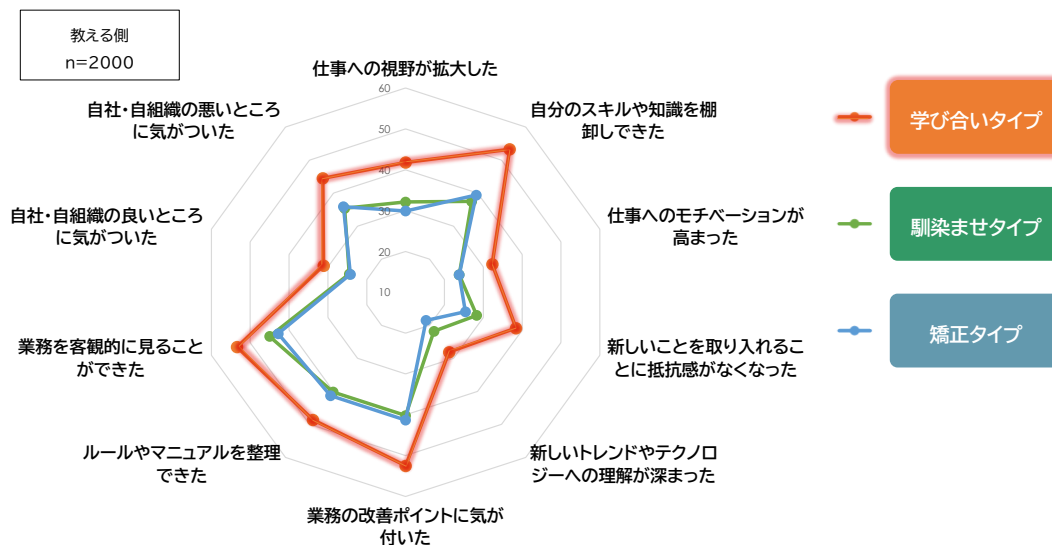 教える側
n=2000
仕事への視野が拡大した
60
50
40
30
20
10
自分のスキルや知識を棚
卸しできた
仕事へのモチベーションが
高まった
新しいことを取り入れるこ
とに抵抗感がなくなった
新しいトレンドやテクノロ
ジーへの理解が深まった
業務の改善ポイントに気が
付いた
ルールやマニュアルを整理
できた
業務を客観的に見ること
ができた
自社・自組織の良いところ
に気がついた
自社・自組織の悪いところ
に気がついた
学び合いタイプ
馴染ませタイプ
矯正タイプ